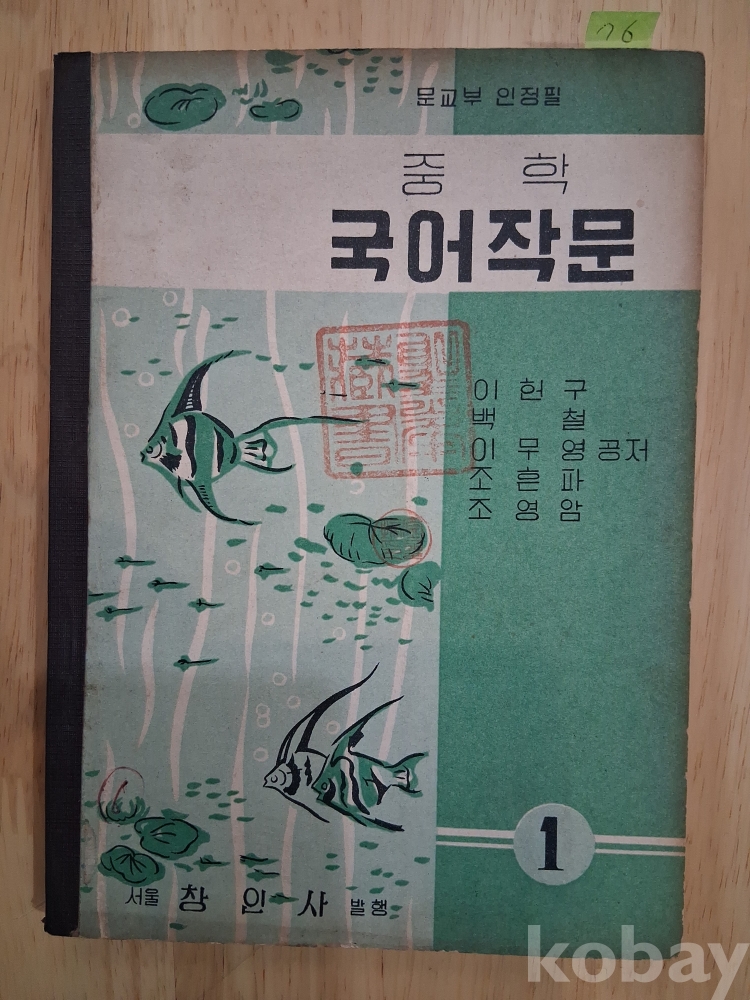 76
문교부 인정필
중 학
국어작문
이 헌 구
백 철
이 무 영 공저
조 흔 파
조 영 암
1
서울 창 인 사 발행
kobay